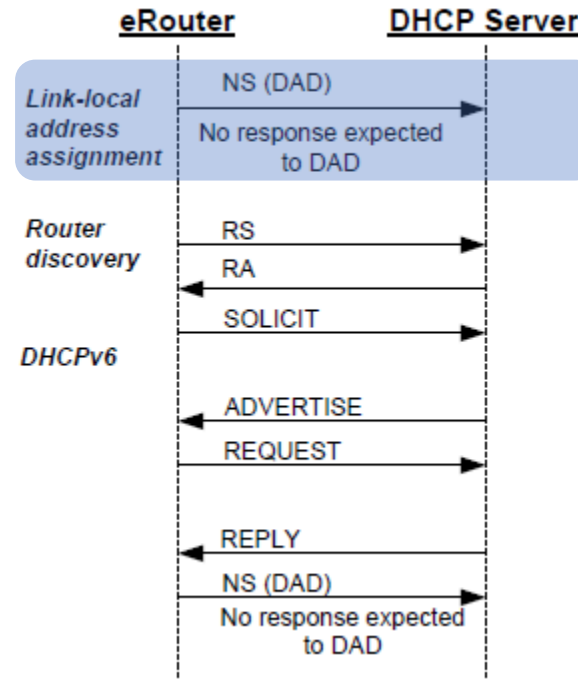 eRouter DHCP Server
Link-local
address
assignment
NS (DAD)
No response expected
to DAD
Router
discovery
RS
RA
SOLICIT
DHCPv6
ADVERTISE
REQUEST
REPLY
NS (DAD)
No response expected
to DAD